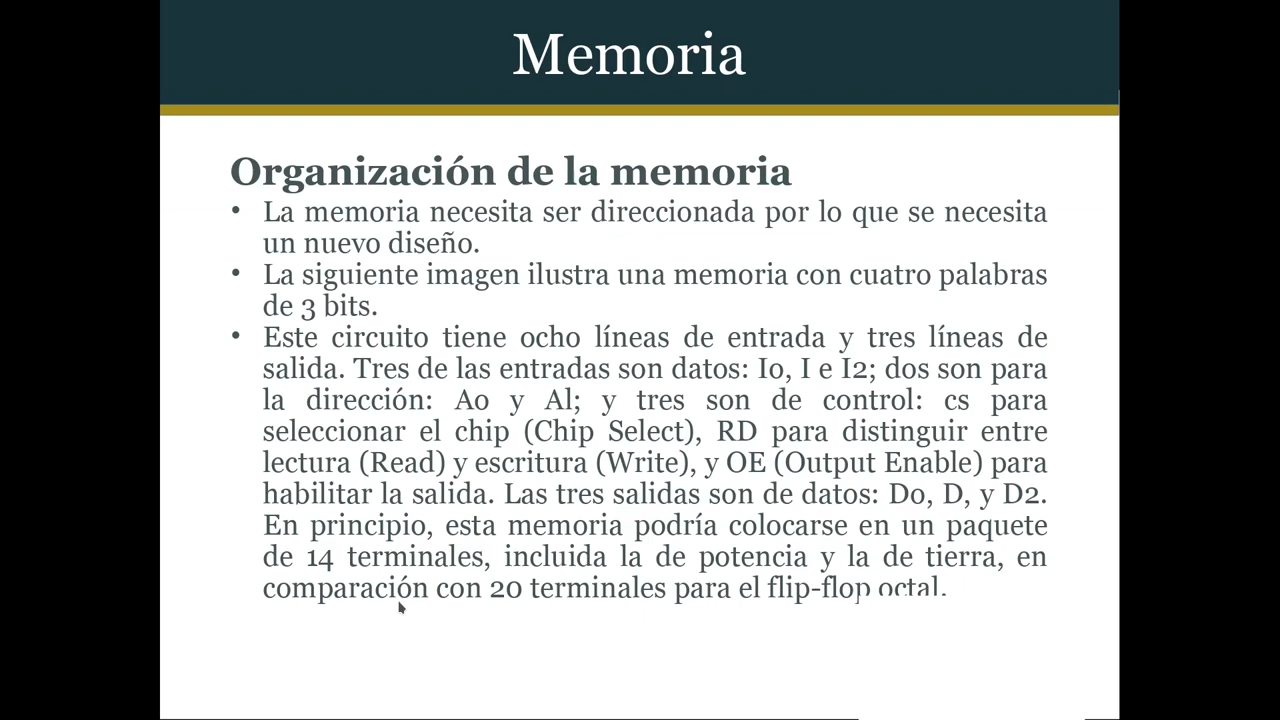 Memoria
Organización de la memoria
• La memoria necesita ser direccionada por lo que se necesita
un nuevo diseño.
• La siguiente imagen ilustra una memoria con cuatro palabras
de 3 bits.
• Este circuito tiene ocho líneas de entrada y tres líneas de
salida. Tres de las entradas son datos: Io, I e I2; dos son para
la dirección: Ao y Al; y tres son de control: cs para
seleccionar el chip (Chip Select), RD para distinguir entre
lectura (Read) y escritura (Write), y OE (Output Enable) para
habilitar la salida. Las tres salidas son de datos: Do, D, y D2.
En principio, esta memoria podría colocarse en un paquete
de 14 terminales, incluida la de potencia y la de tierra, en
comparación con 20 terminales para el flip-flop octal.